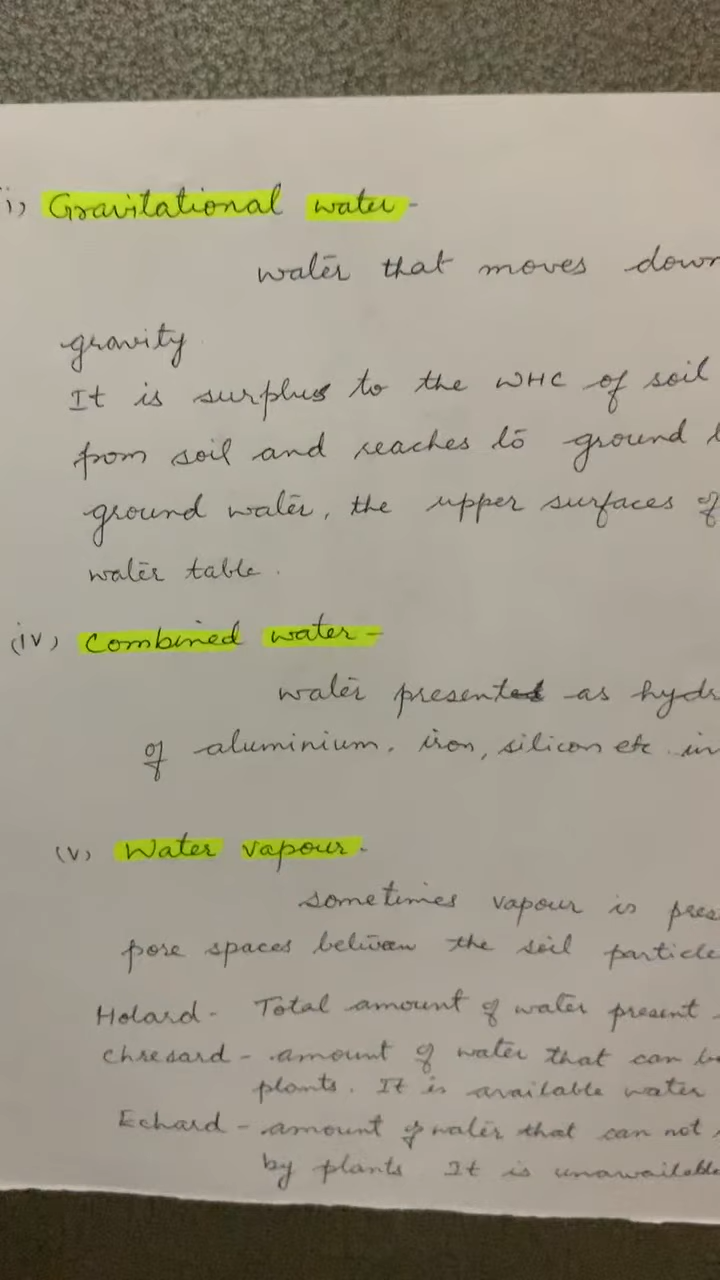 i) Gravitational water -
water that moves down
gravity
It is surplus to the WHC of soil
from soil and reaches to ground
ground water, the upper surfaces of
water table.
(iv) Combined water -
water presented as
of aluminium, iron, silicon etc in
(v) Water vapour -
sometimes vapour is
pore spaces between the soil particle
Holard - Total amount of water present
chresard - amount of water that can
plants. It is available water
Echard - amount of water that can not
by plants It is unavailable